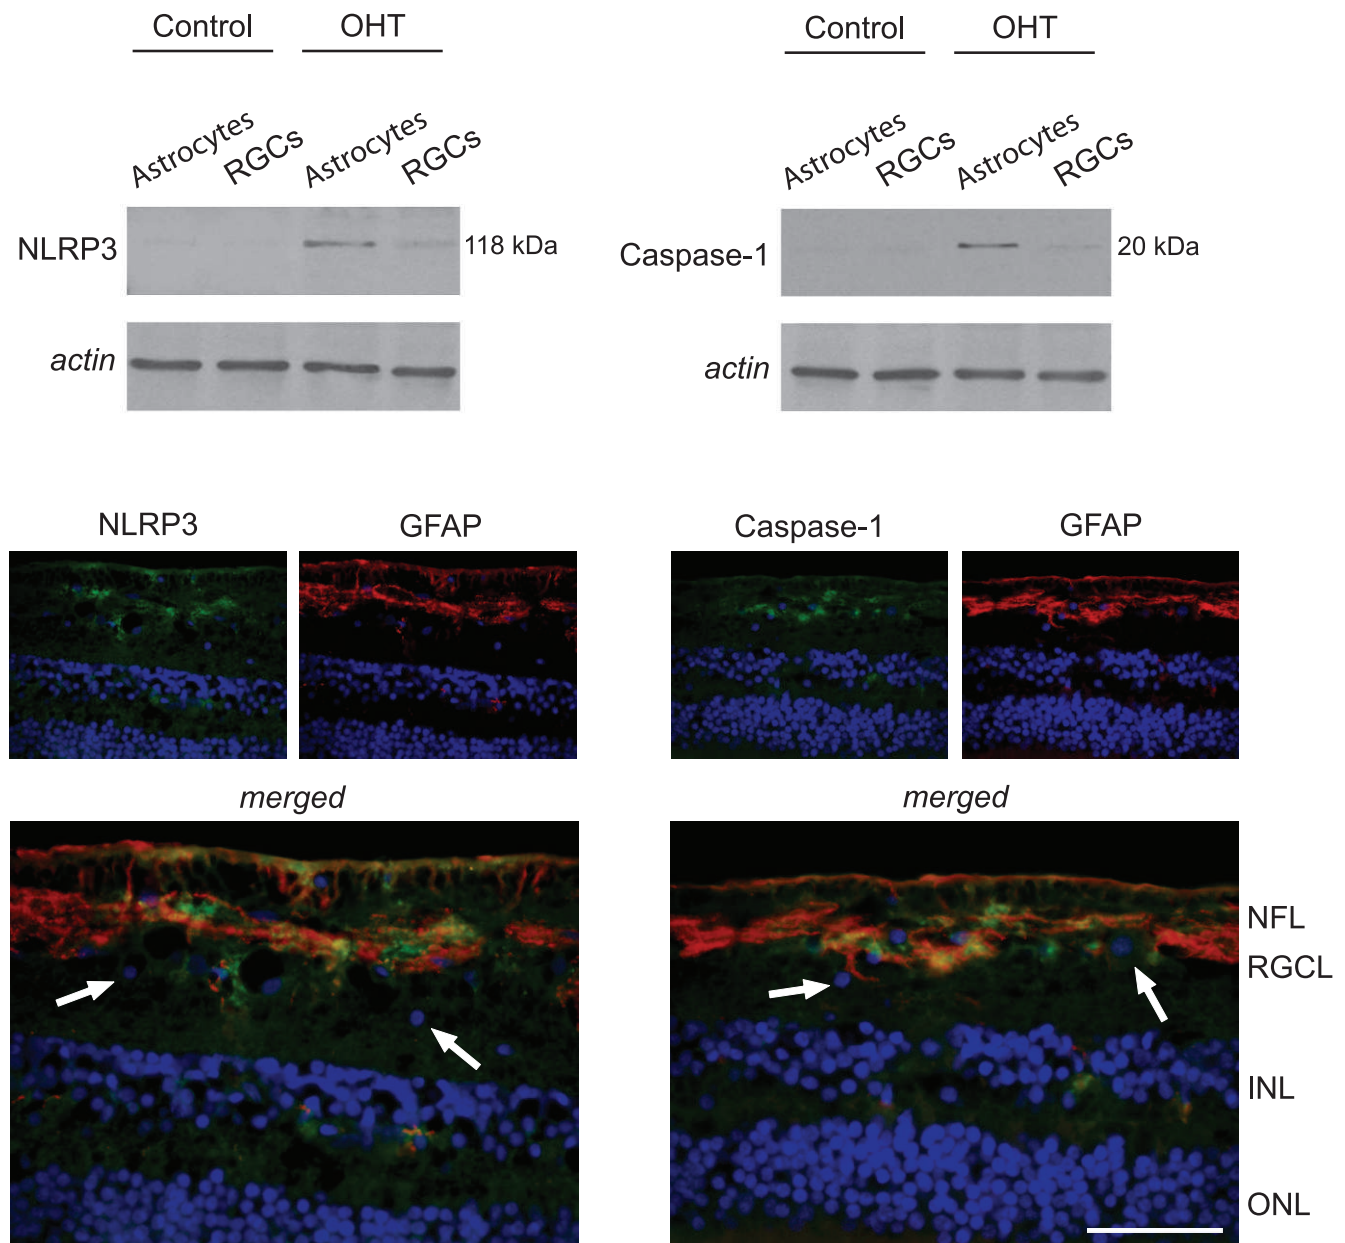 Control OHT
Astrocytes RGCs Astrocytes RGCs
NLRP3 118 kDa
actin
Control OHT
Astrocytes RGCs Astrocytes RGCs
Caspase-1 20 kDa
actin
NLRP3 GFAP
merged
Caspase-1 GFAP
merged
NFL
RGCL
INL
ONL